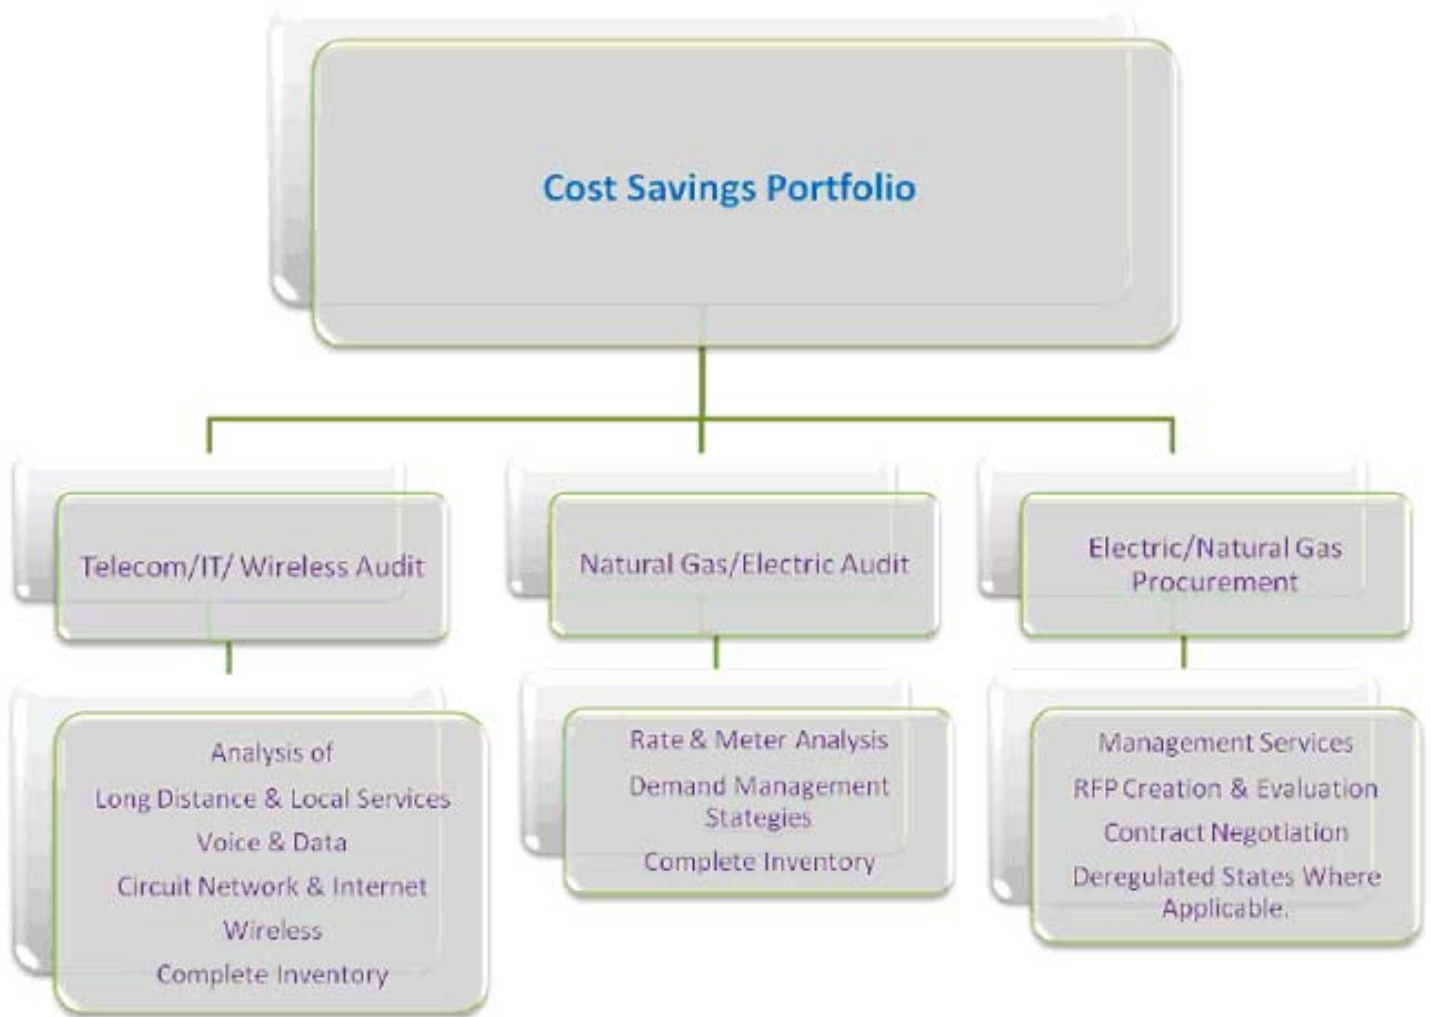 Cost Savings Portfolio
Telecom/IT/ Wireless Audit
Natural Gas/Electric Audit
Electric/Natural Gas
Procurement
Analysis of
Long Distance & Local Services
Voice & Data
Circuit Network & Internet
Wireless
Complete Inventory
Rate & Meter Analysis
Demand Management
Stategies
Complete Inventory
Management Services
RFP Creation & Evaluation
Contract Negotiation
Deregulated States Where
Applicable.